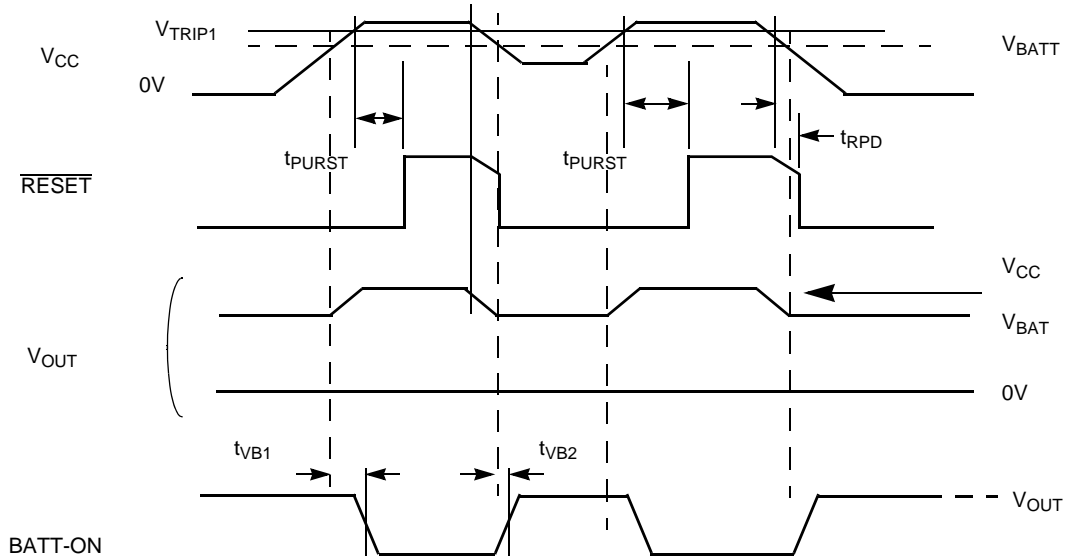 VTRIP1
VCC
VBATT
0V
tPURST
tPURST
tRPD
RESET
VCC
VBAT
VOUT
0V
tVB1
tVB2
VOUT
BATT-ON